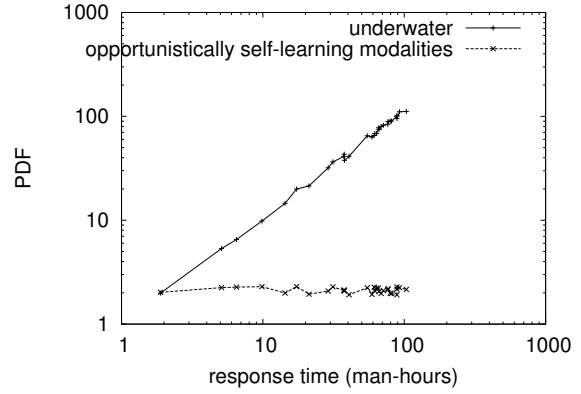 1000
underwater
opportunistically self-learning modalities
100
PDF
10
1
1 10 100 1000
response time (man-hours)